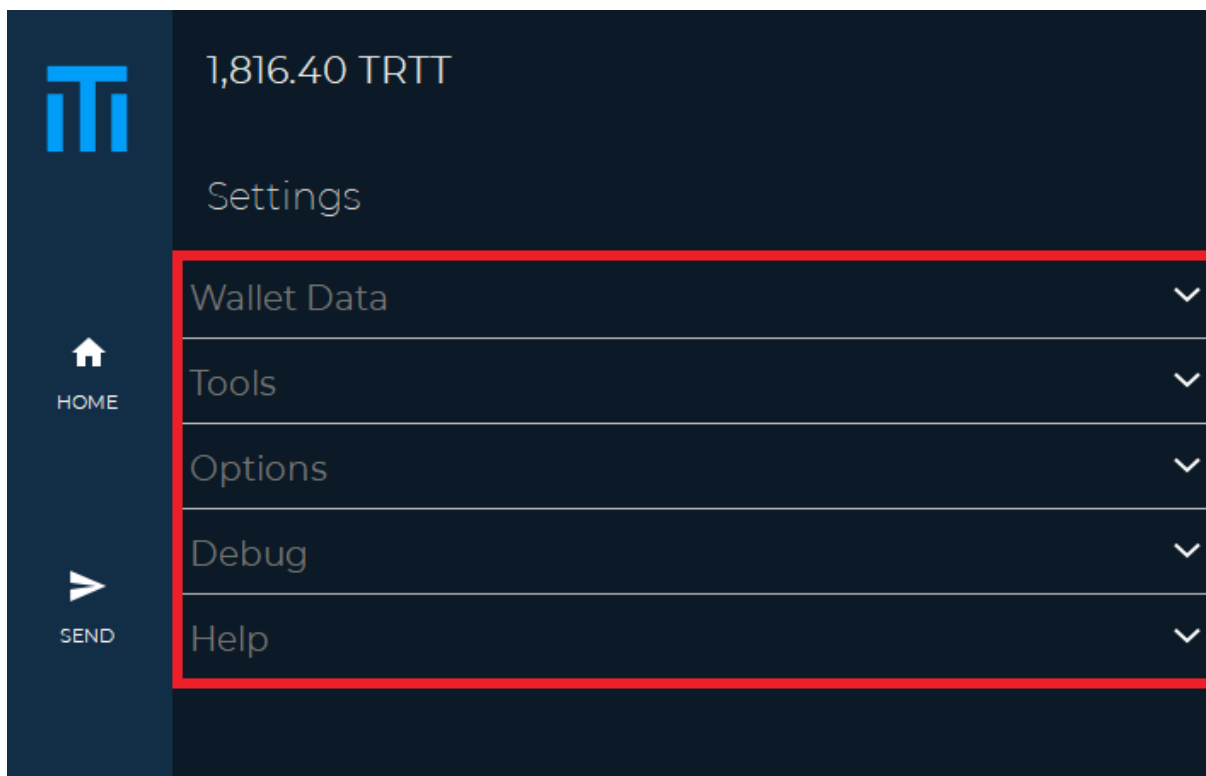 1,816.40 TRTT
Settings
Wallet Data
Tools
HOME
Options
Debug
SEND
Help